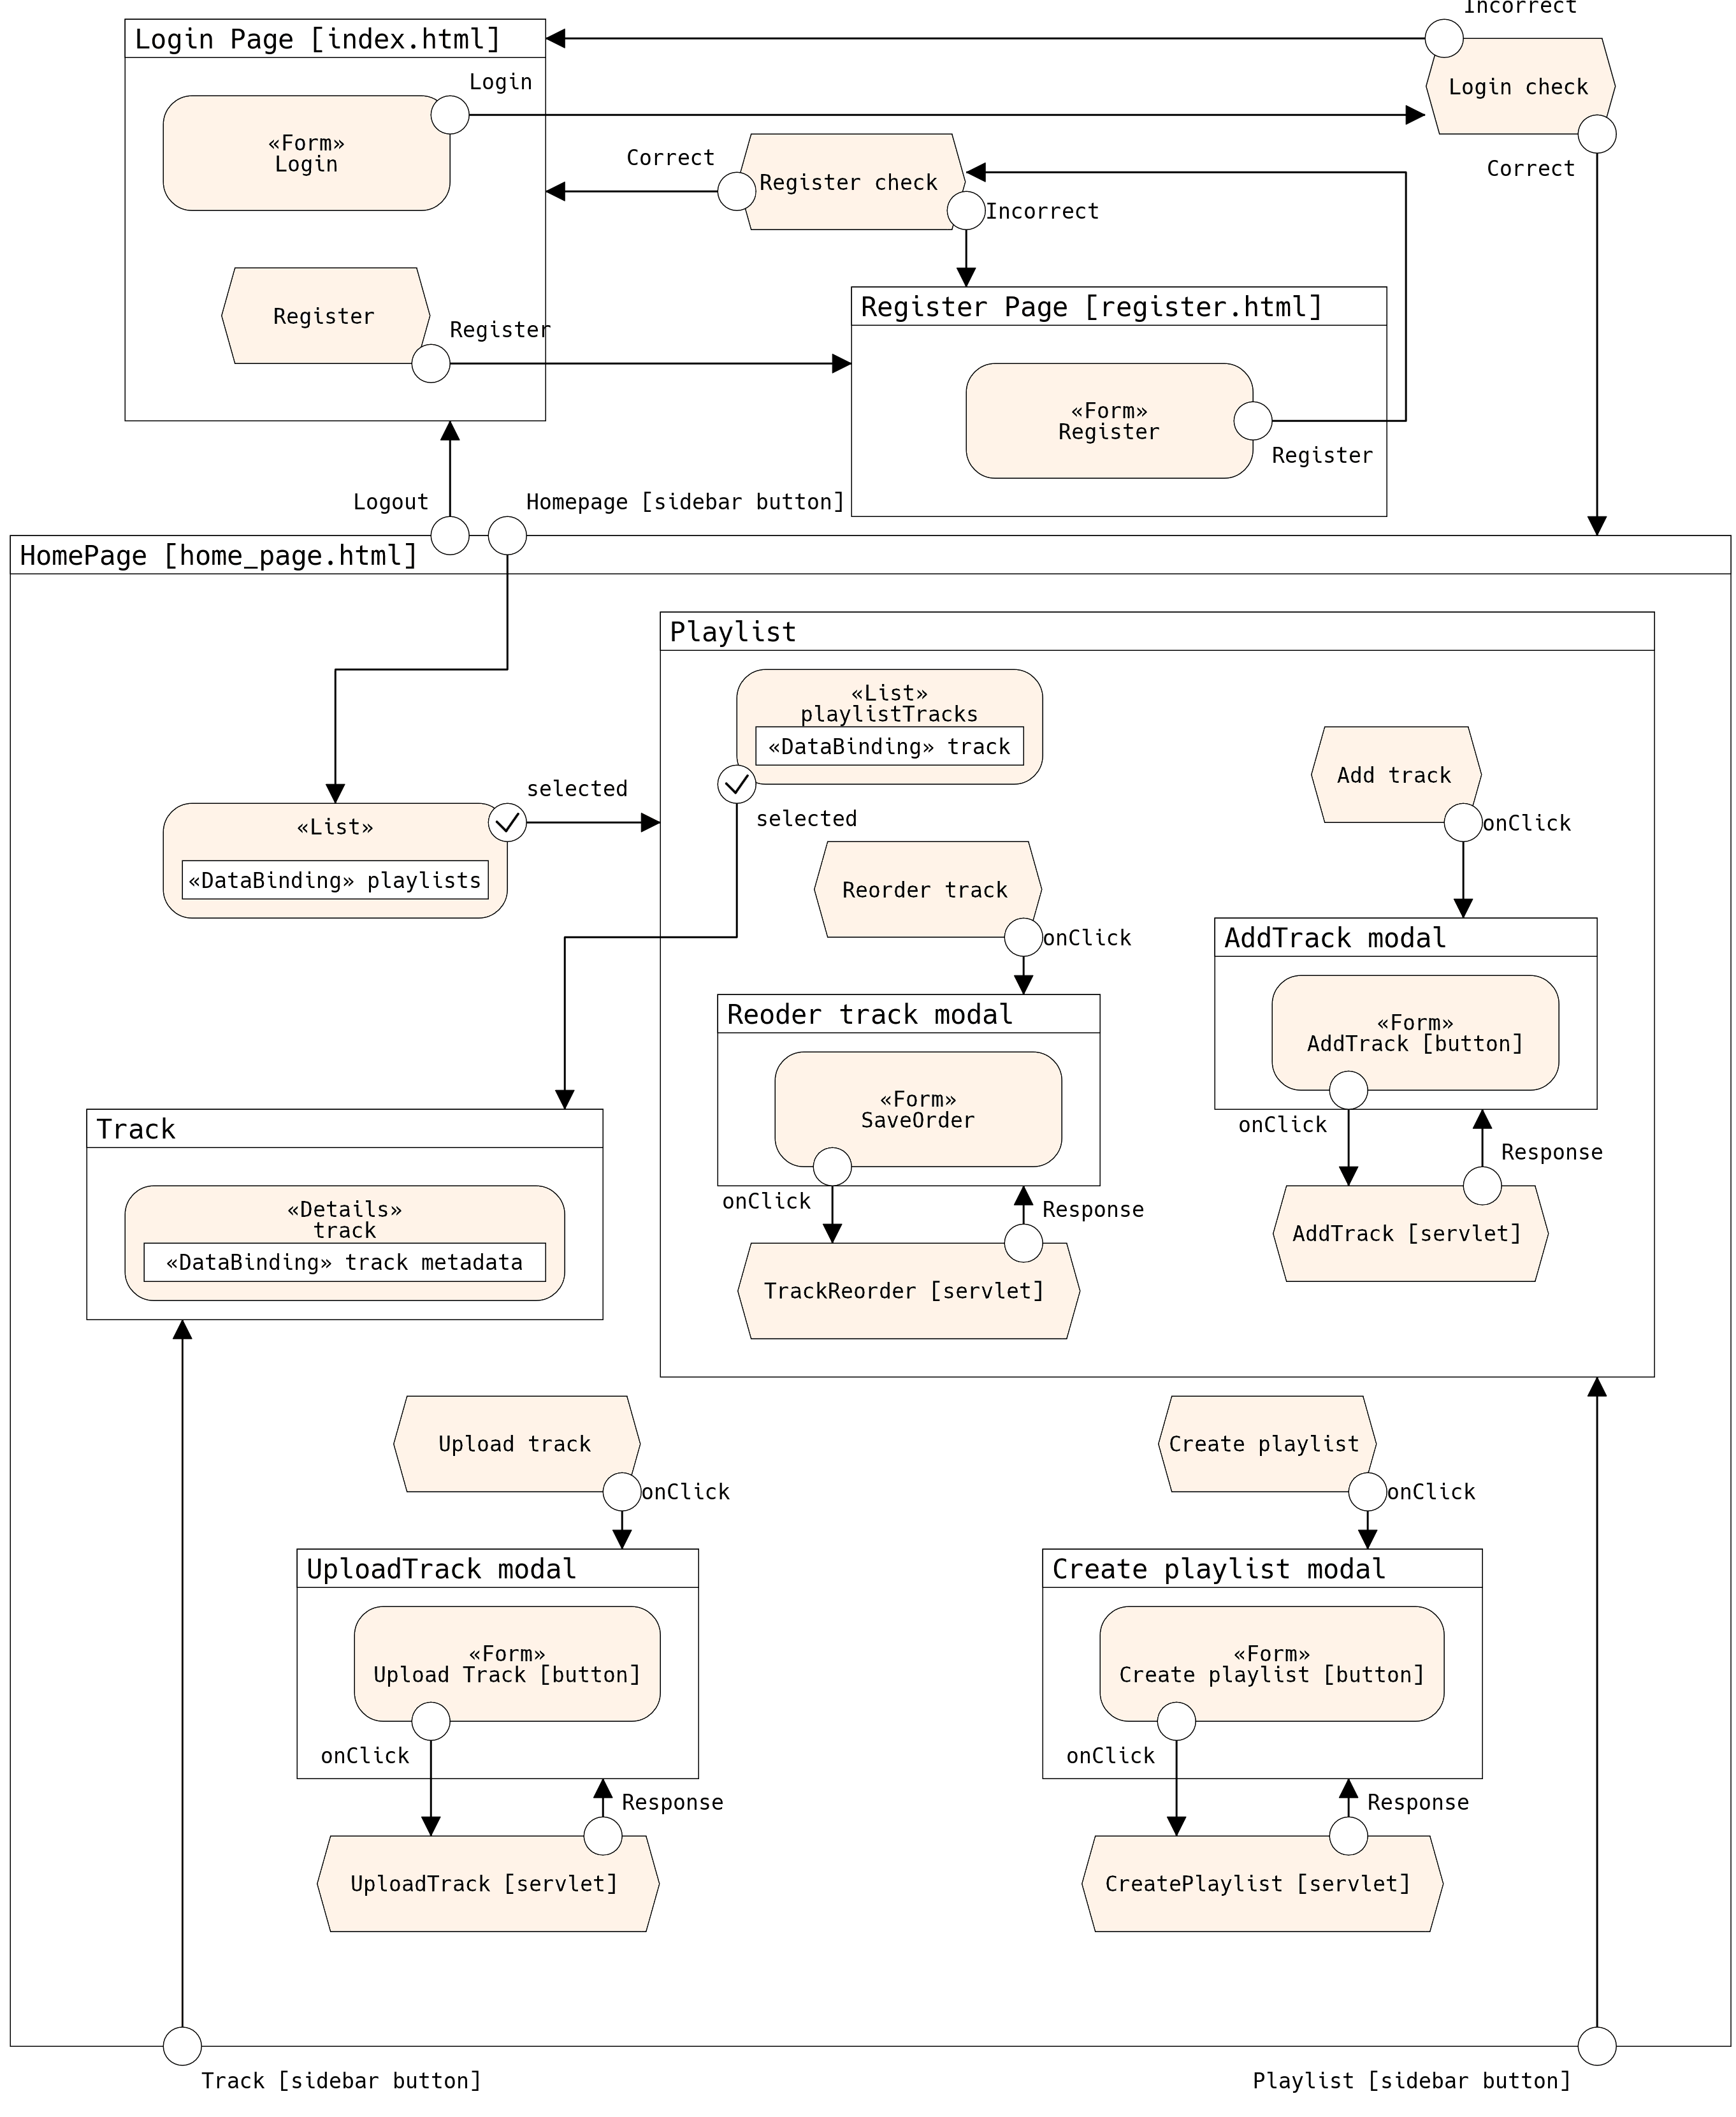 Incorrect
Login Page [index.html]
Login
Login check
«Form»
Login
Correct
Register check
Correct
Incorrect
Register
Register
Register Page [register.html]
«Form»
Register
Register
Logout
Homepage [sidebar button]
HomePage [home_page.html]
Playlist
«List»
playlistTracks
«DataBinding» track
Add track
selected
selected
onClick
«List»
«DataBinding» playlists
Reorder track
onClick
AddTrack modal
Reoder track modal
«Form»
AddTrack [button]
«Form»
SaveOrder
onClick
Response
Track
onClick
Response
AddTrack [servlet]
«Details»
track
«DataBinding» track metadata
TrackReorder [servlet]
Upload track
onClick
Create playlist
onClick
UploadTrack modal
Create playlist modal
«Form»
Upload Track [button]
«Form»
Create playlist [button]
onClick
onClick
Response
Response
UploadTrack [servlet]
CreatePlaylist [servlet]
Track [sidebar button]
Playlist [sidebar button]